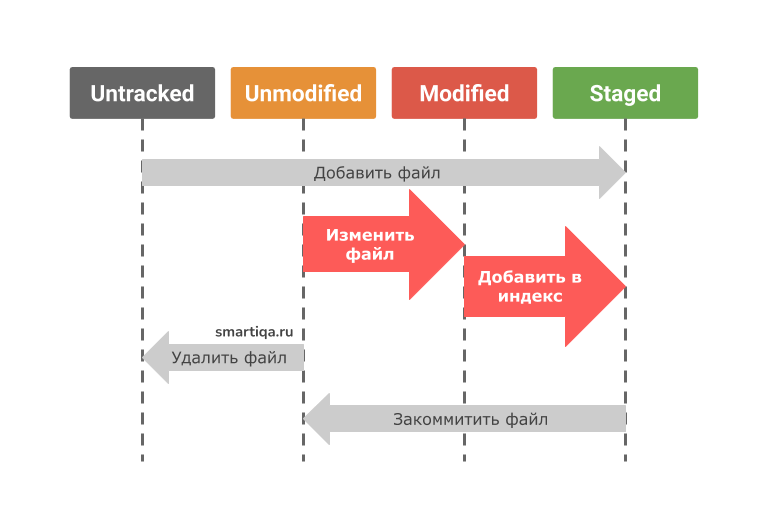 Untracked
Unmodified
Modified
Staged
Добавить файл
Изменить
файл
Добавить в
индекс
smartiqa.ru
Удалить файл
Закоммитить файл